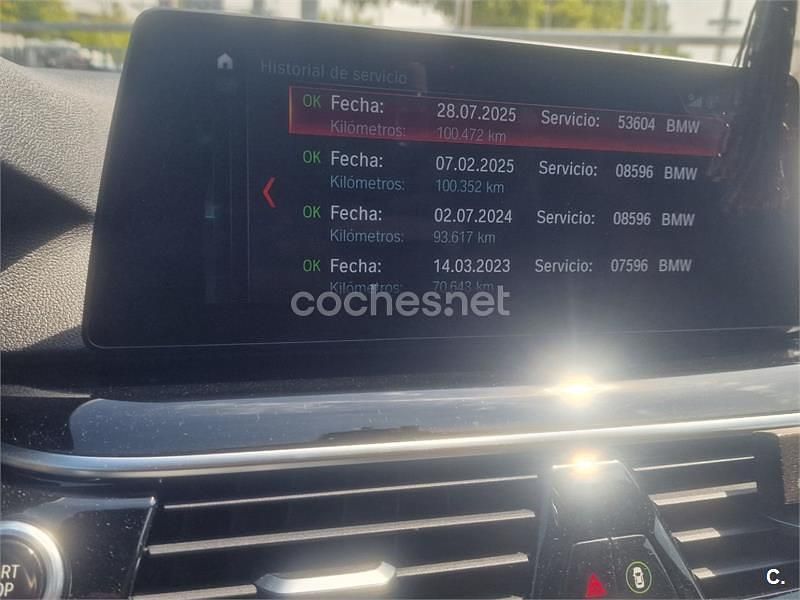 Historial de servicio
OK Fecha: 28.07.2025 Servicio: 53604 BMW
Kilómetros: 100.472 km
OK Fecha: 07.02.2025 Servicio: 08596 BMW
Kilómetros: 100.352 km
OK Fecha: 02.07.2024 Servicio: 08596 BMW
Kilómetros: 93.617 km
OK Fecha: 14.03.2023 Servicio: 07596 BMW
Kilómetros: 70.643 km
coches.net
C.